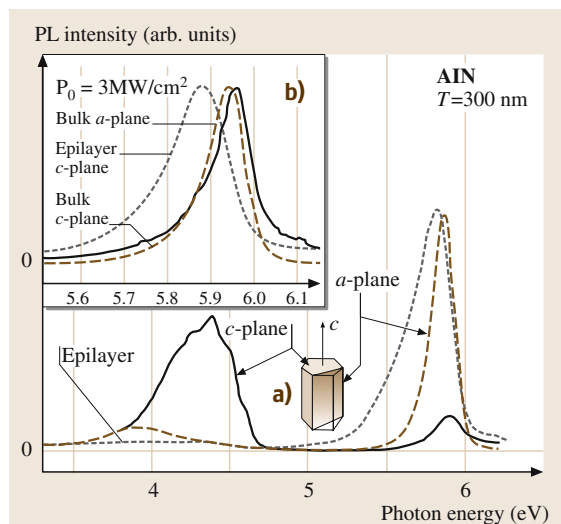 PL intensity (arb. units)
P₀ = 3MW/cm²
b)
Bulk a-plane
Epilayer
c-plane
Bulk
c-plane
0
5.6 5.7 5.8 5.9 6.0 6.1
AlN
T=300 nm
a-plane
c-plane
c
Epilayer
a)
0
4 5 6
Photon energy (eV)